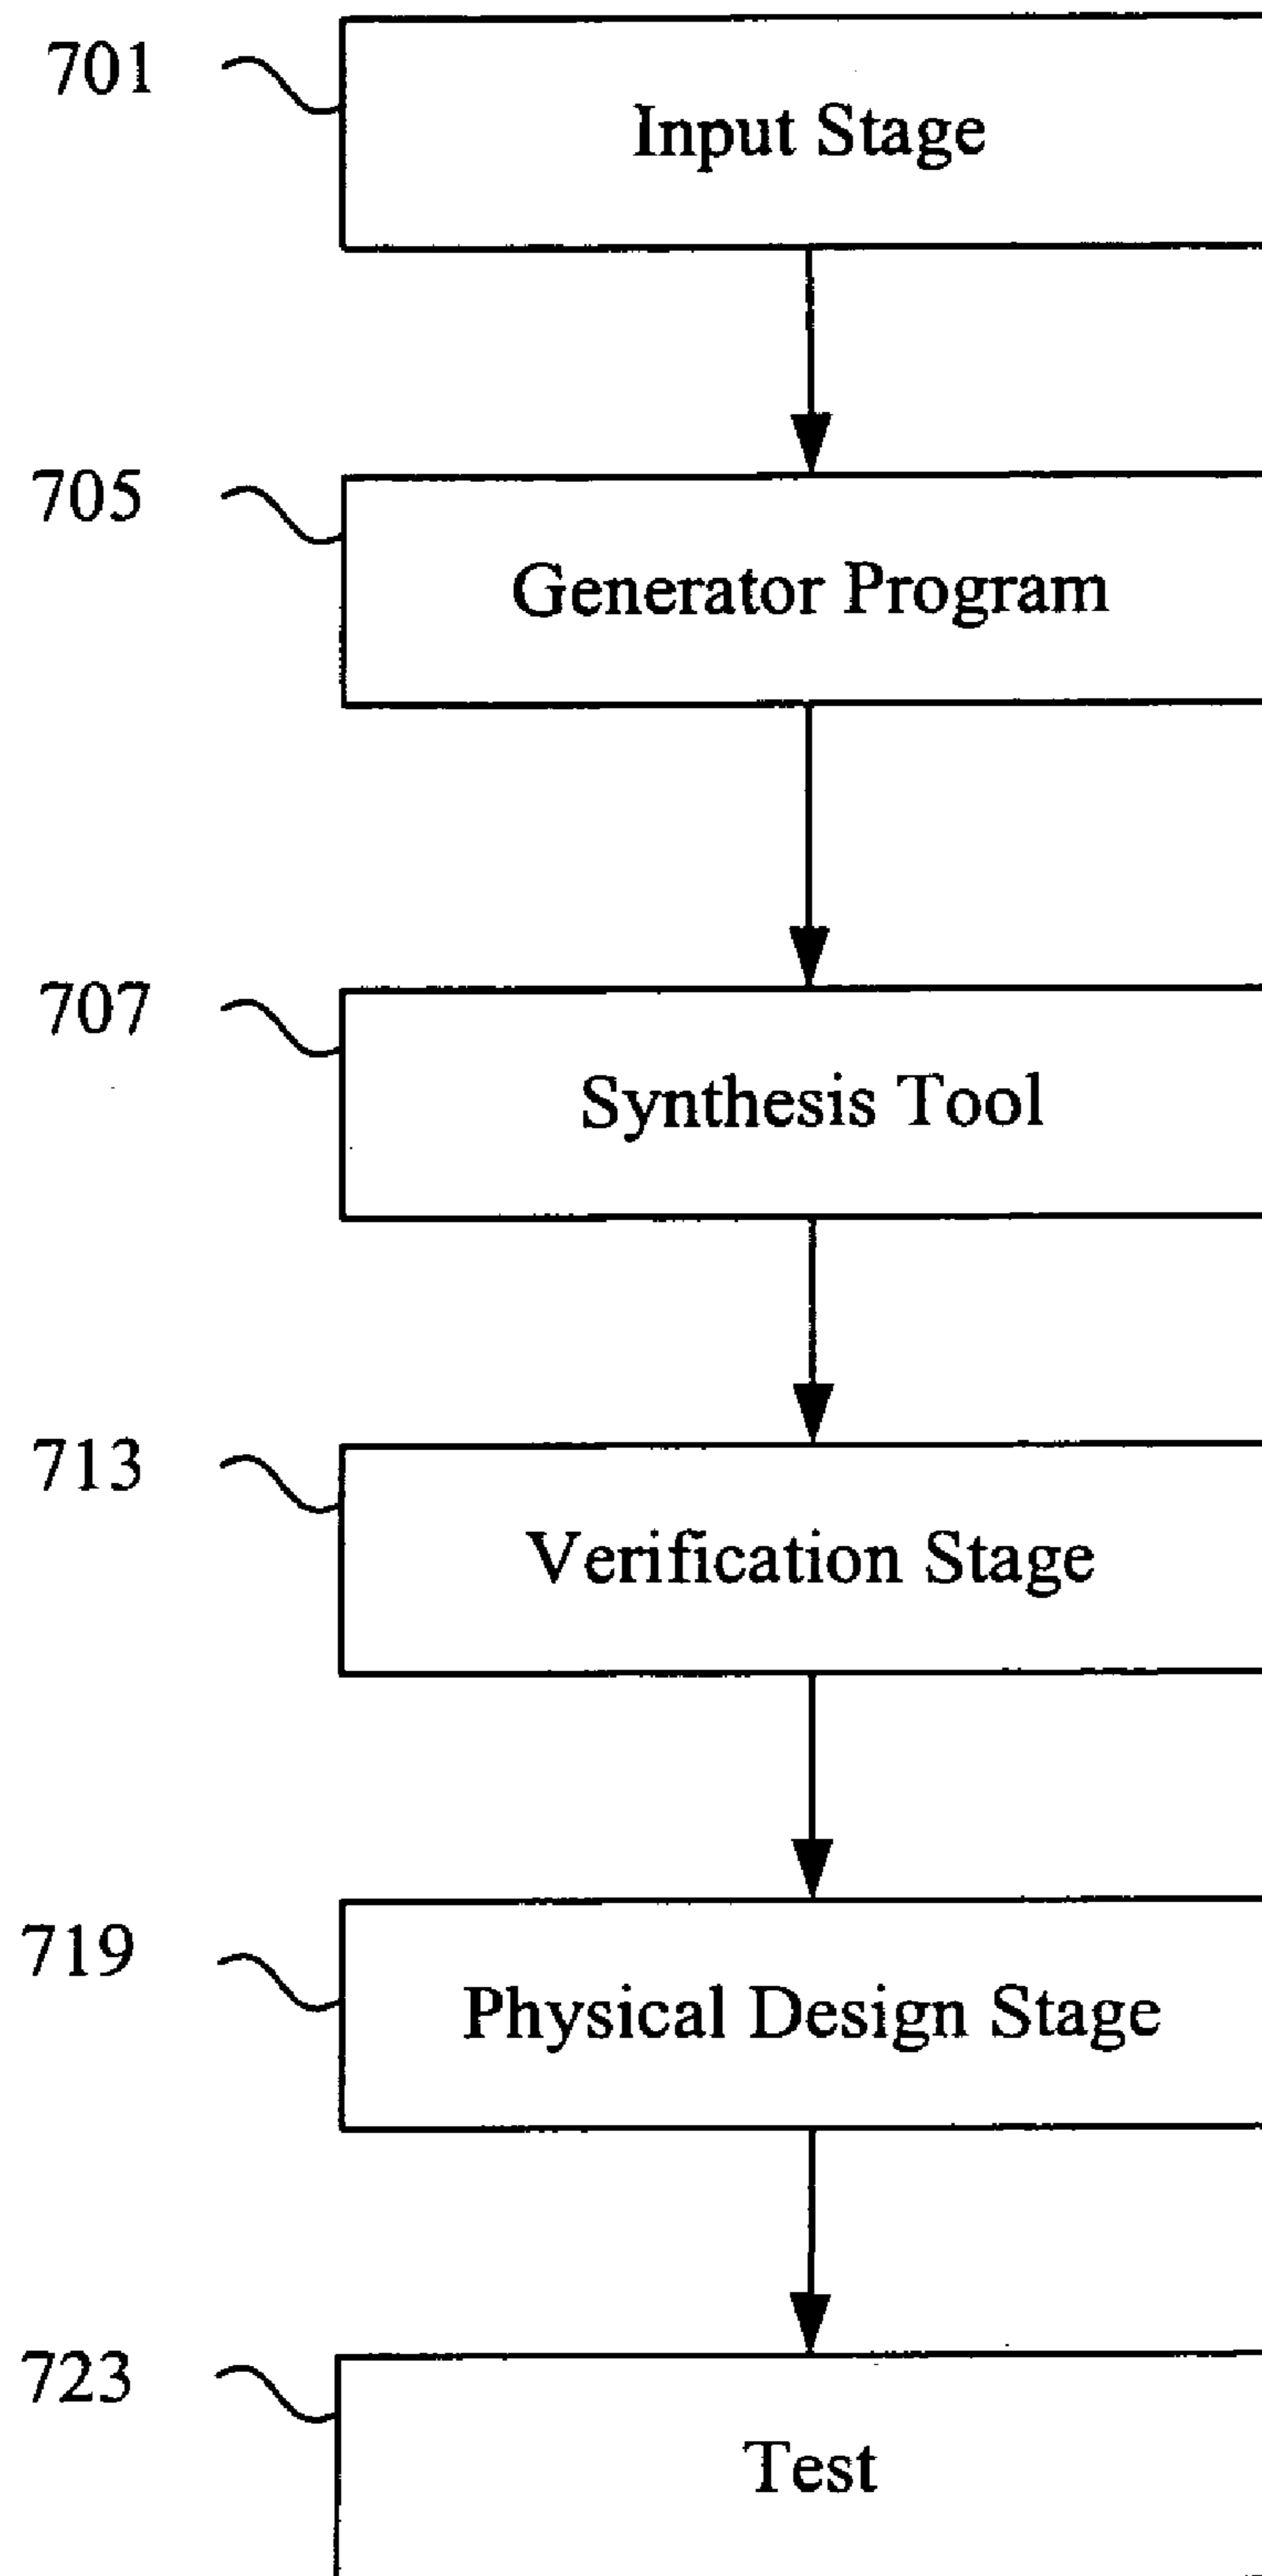 701
Input Stage
705
Generator Program
707
Synthesis Tool
713
Verification Stage
719
Physical Design Stage
723
Test